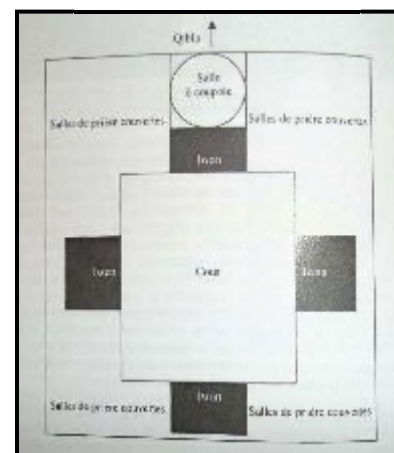 Qibla
Salle
à coupole
Salles de prière couvertes
Salles de prière couvertes
Iwan
Iwan
Cour
Iwan
Iwan
Salles de prière couvertes
Salles de prière couvertes